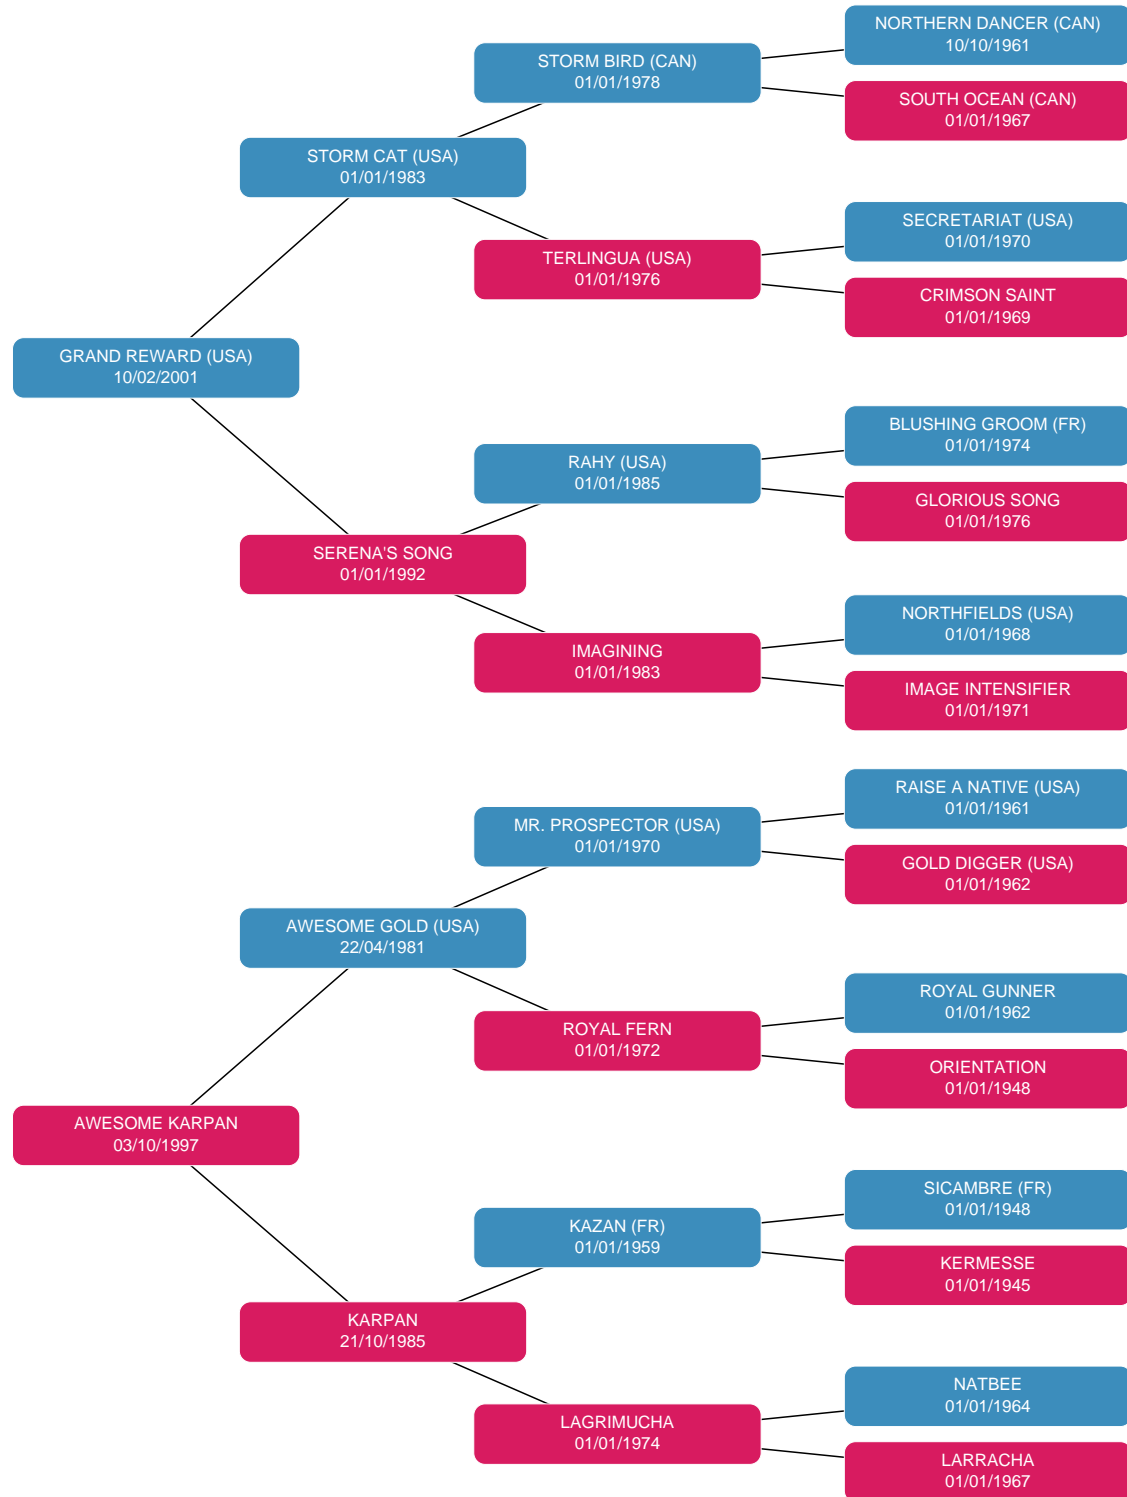 NORTHERN DANCER (CAN)
10/10/1961
STORM BIRD (CAN)
01/01/1978
SOUTH OCEAN (CAN)
01/01/1967
STORM CAT (USA)
01/01/1983
SECRETARIAT (USA)
01/01/1970
TERLINGUA (USA)
01/01/1976
CRIMSON SAINT
01/01/1969
GRAND REWARD (USA)
10/02/2001
BLUSHING GROOM (FR)
01/01/1974
RAHY (USA)
01/01/1985
GLORIOUS SONG
01/01/1976
SERENA'S SONG
01/01/1992
NORTHFIELDS (USA)
01/01/1968
IMAGINING
01/01/1983
IMAGE INTENSIFIER
01/01/1971
RAISE A NATIVE (USA)
01/01/1961
MR. PROSPECTOR (USA)
01/01/1970
GOLD DIGGER (USA)
01/01/1962
AWESOME GOLD (USA)
22/04/1981
ROYAL GUNNER
01/01/1962
ROYAL FERN
01/01/1972
ORIENTATION
01/01/1948
AWESOME KARPAN
03/10/1997
SICAMBRE (FR)
01/01/1948
KAZAN (FR)
01/01/1959
KERMESSE
01/01/1945
KARPAN
21/10/1985
NATBEE
01/01/1964
LAGRIMUCHA
01/01/1974
LARRACHA
01/01/1967